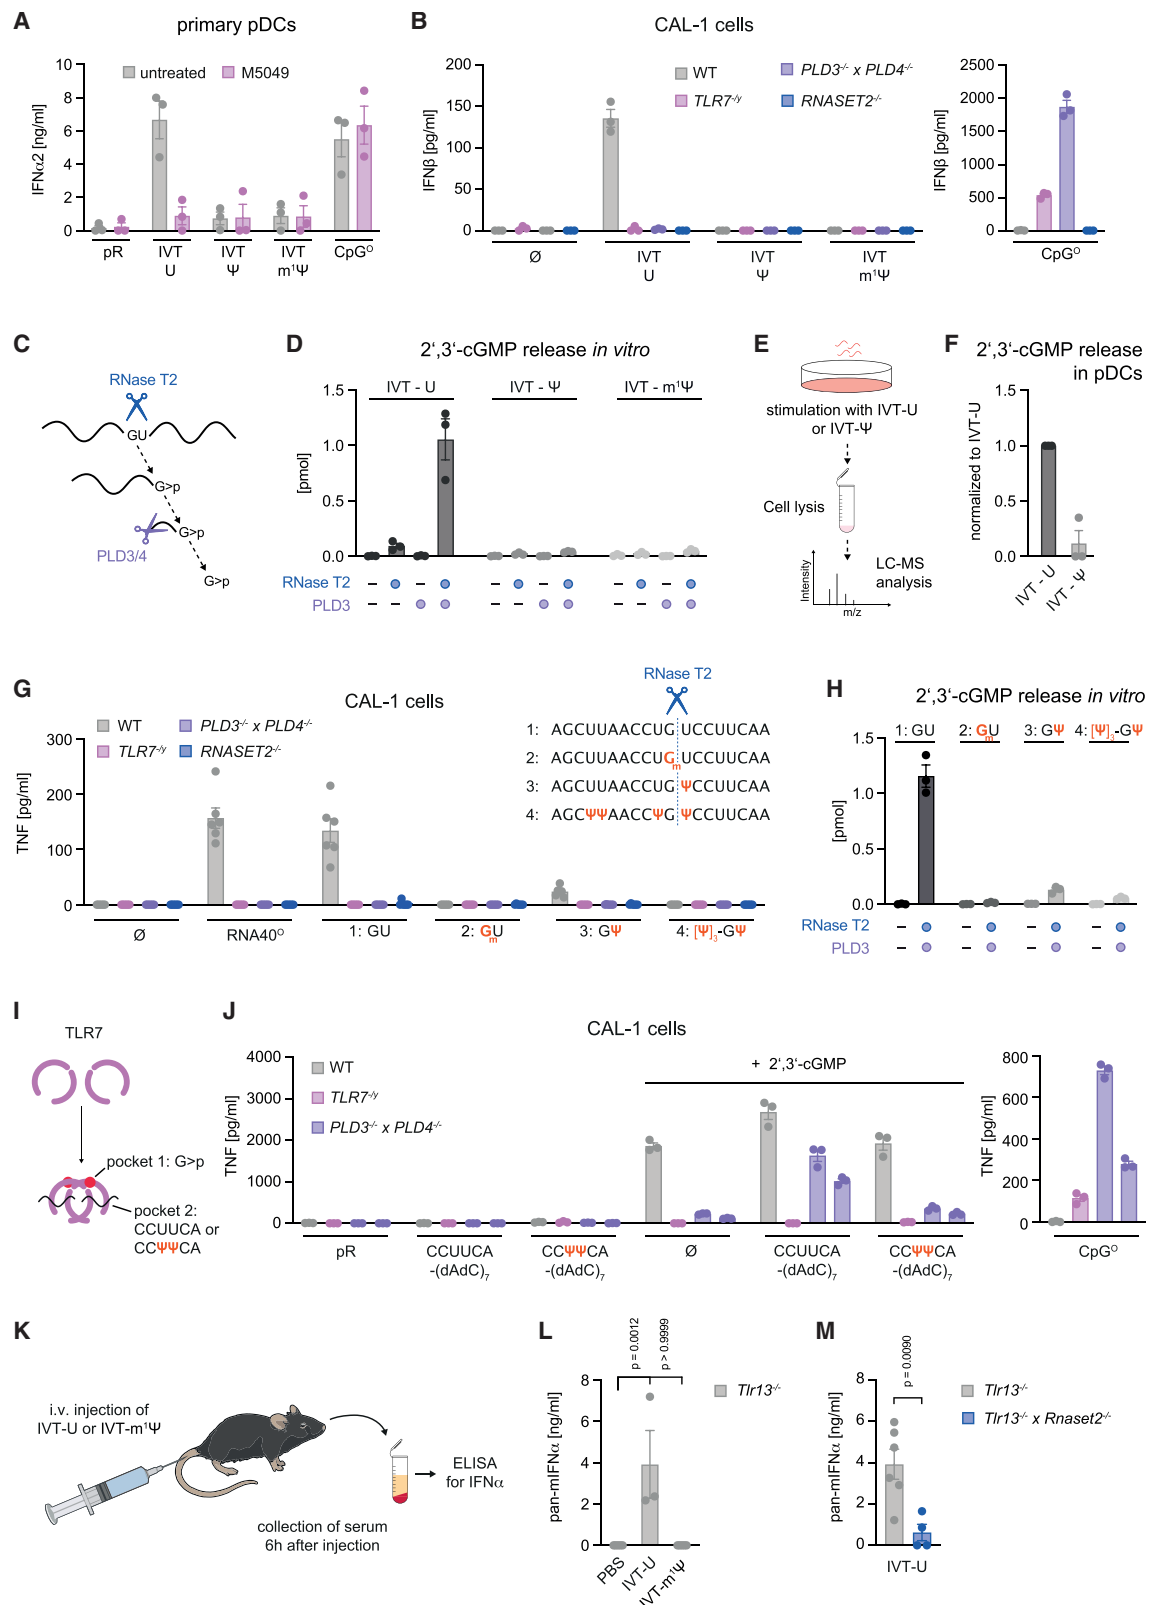 A
primary pDCs
untreated
M5049
IFNα2 [ng/ml]
10
8
6
4
2
0
pR
IVT
U
IVT
Ψ
IVT
m¹Ψ
CpGᴼ
B
CAL-1 cells
WT
TLR7⁻ᐟʸ
PLD3⁻ᐟ⁻ x PLD4⁻ᐟ⁻
RNASET2⁻ᐟ⁻
IFNβ [pg/ml]
200
150
100
50
0
Ø
IVT
U
IVT
Ψ
IVT
m¹Ψ
IFNβ [pg/ml]
2500
2000
1500
1000
500
0
CpGᴼ
C
RNase T2
GU
G>p
G>p
PLD3/4
G>p
D
2‘,3‘-cGMP release in vitro
IVT - U
IVT - Ψ
IVT - m¹Ψ
[pmol]
1.5
1.0
0.5
0.0
RNase T2
– – – – – –
PLD3
– – – – – –
E
stimulation with IVT-U
or IVT-Ψ
Cell lysis
LC-MS
analysis
Intensity
m/z
F
2‘,3‘-cGMP release
in pDCs
normalized to IVT-U
1.5
1.0
0.5
0.0
IVT - U
IVT - Ψ
G
CAL-1 cells
WT
TLR7⁻ᐟʸ
PLD3⁻ᐟ⁻ x PLD4⁻ᐟ⁻
RNASET2⁻ᐟ⁻
RNase T2
1: AGCUUAACCUG UCCUUCAA
2: AGCUUAACCUGₘUCCUUCAA
3: AGCUUAACCUG ΨCCUUCAA
4: AGCΨΨAACCΨG ΨCCUUCAA
TNF [pg/ml]
300
200
100
0
Ø
RNA40ᴼ
1: GU
2: GₘU
3: GΨ
4: [Ψ]₃-GΨ
H
2‘,3‘-cGMP release in vitro
1: GU
2: GₘU
3: GΨ
4: [Ψ]₃-GΨ
[pmol]
1.5
1.0
0.5
0.0
RNase T2
– – – –
PLD3
– – – –
I
TLR7
pocket 1: G>p
pocket 2:
CCUUCA or
CCΨΨCA
J
CAL-1 cells
WT
TLR7⁻ᐟʸ
PLD3⁻ᐟ⁻ x PLD4⁻ᐟ⁻
+ 2‘,3‘-cGMP
TNF [pg/ml]
4000
3000
2000
1000
0
pR
CCUUCA
-(dAdC)₇
CCΨΨCA
-(dAdC)₇
Ø
CCUUCA
-(dAdC)₇
CCΨΨCA
-(dAdC)₇
TNF [pg/ml]
800
600
400
200
0
CpGᴼ
K
i.v. injection of
IVT-U or IVT-m¹Ψ
collection of serum
6h after injection
ELISA
for IFNα
L
p = 0.0012
p > 0.9999
Tlr13⁻ᐟ⁻
pan-mIFNα [ng/ml]
8
6
4
2
0
PBS
IVT-U
IVT-m¹Ψ
M
p = 0.0090
Tlr13⁻ᐟ⁻
Tlr13⁻ᐟ⁻ x Rnaset2⁻ᐟ⁻
pan-mIFNα [ng/ml]
8
6
4
2
0
IVT-U